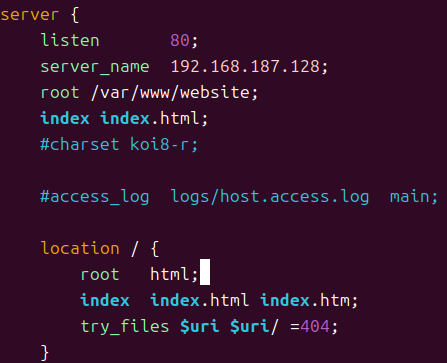 server {
    listen       80;
    server_name  192.168.187.128;
    root /var/www/website;
    index index.html;
    #charset koi8-r;

    #access_log  logs/host.access.log  main;

    location / {
        root   html;
        index  index.html index.htm;
        try_files $uri $uri/ =404;
    }